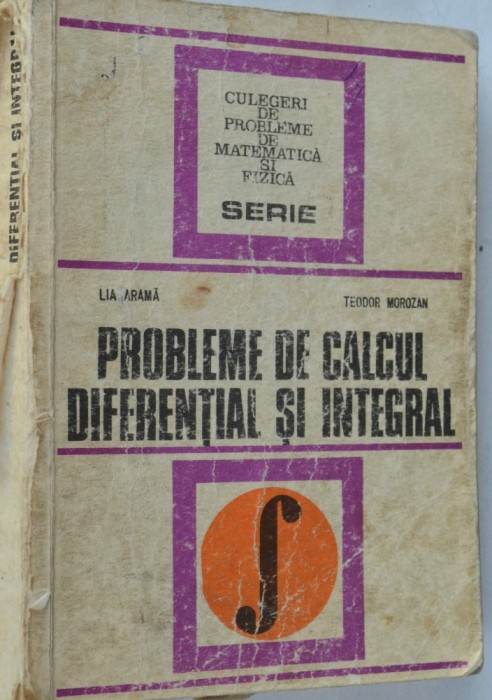 DIFERENȚIAL ȘI INTEGRAL
CULEGERI
DE
PROBLEME
DE
MATEMATICĂ
SI
FIZICĂ
SERIE
LIA ARAMĂ
TEODOR MOROZAN
PROBLEME DE CALCUL
DIFERENȚIAL ȘI INTEGRAL
∫